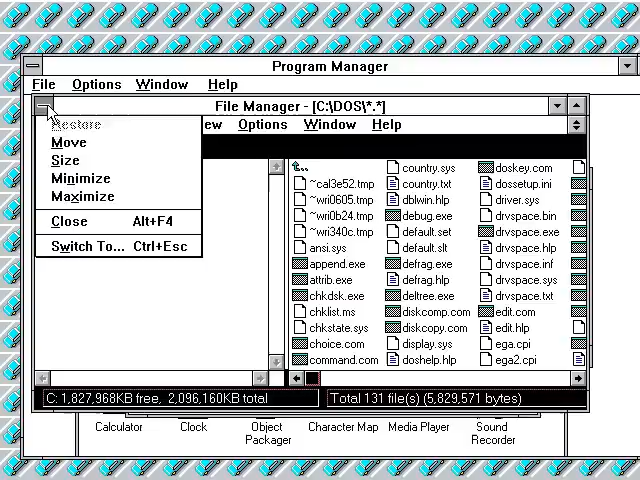 Program Manager
File Options Window Help
File Manager - [C:\DOS\*.*]
ew Options Window Help
Restore
Move
Size
Minimize
Maximize
Close Alt+F4
Switch To... Ctrl+Esc
..
~cal3e52.tmp
~wri0605.tmp
~wri0b24.tmp
~wri340c.tmp
ansi.sys
append.exe
attrib.exe
chkdsk.exe
chklist.ms
chkstate.sys
choice.com
command.com
country.sys
country.txt
dblwin.hlp
debug.exe
default.set
default.slt
defrag.exe
defrag.hlp
deltree.exe
diskcomp.com
diskcopy.com
display.sys
doshelp.hlp
doskey.com
dossetup.ini
driver.sys
drvspace.bin
drvspace.exe
drvspace.hlp
drvspace.inf
drvspace.sys
drvspace.txt
edit.com
edit.hlp
ega.cpi
ega2.cpi
C: 1,827,968KB free, 2,096,160KB total
Total 131 file(s) (5,829,571 bytes)
Calculator
Clock
Object
Packager
Character Map
Media Player
Sound
Recorder